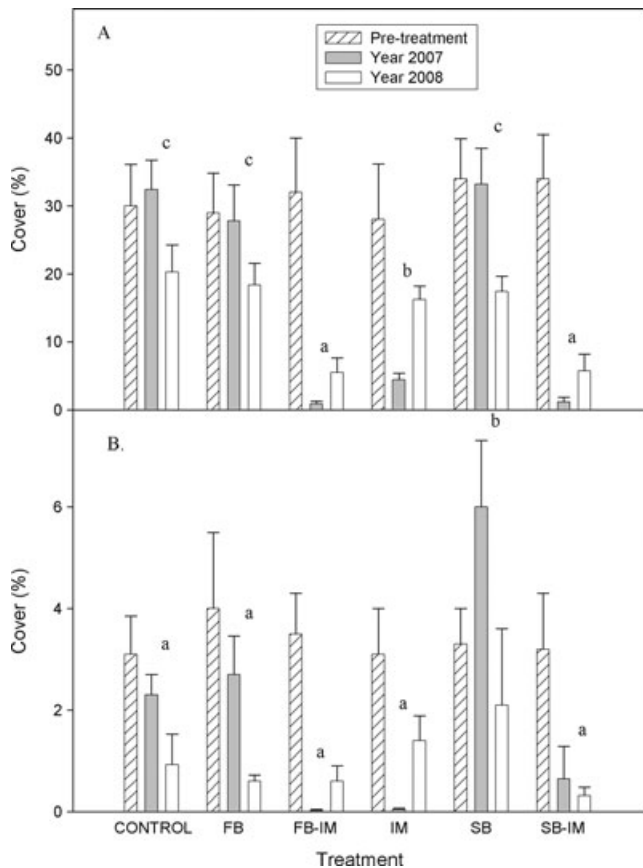 A
Pre-treatment
Year 2007
Year 2008
Cover (%)
50
40
30
20
10
0
c
c
a
b
c
a
B.
Cover (%)
6
4
2
0
a
a
a
a
b
a
CONTROL FB FB-IM IM SB SB-IM
Treatment